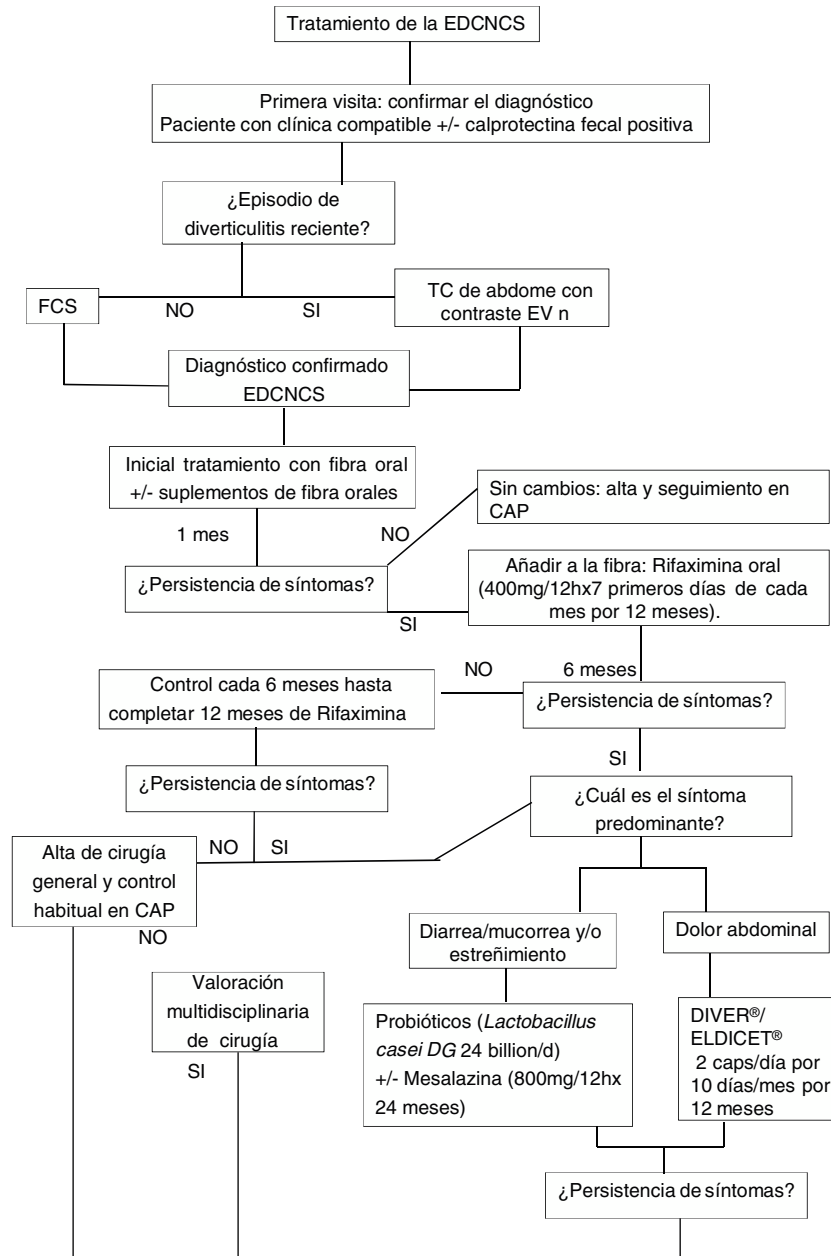 Tratamiento de la EDCNCS
Primera visita: confirmar el diagnóstico
Paciente con clínica compatible +/- calprotectina fecal positiva
¿Episodio de
diverticulitis reciente?
FCS
NO
SI
TC de abdome con
contraste EV n
Diagnóstico confirmado
EDCNCS
Inicial tratamiento con fibra oral
+/- suplementos de fibra orales
Sin cambios: alta y seguimiento en
CAP
1 mes
NO
¿Persistencia de síntomas?
SI
Añadir a la fibra: Rifaximina oral
(400mg/12hx7 primeros días de cada
mes por 12 meses).
NO
6 meses
Control cada 6 meses hasta
completar 12 meses de Rifaximina
¿Persistencia de síntomas?
SI
¿Persistencia de síntomas?
¿Cuál es el síntoma
predominante?
NO
SI
Alta de cirugía
general y control
habitual en CAP
NO
Diarrea/mucorrea y/o
estreñimiento
Dolor abdominal
Valoración
multidisciplinaria
de cirugía
SI
Probióticos (Lactobacillus
casei DG 24 billion/d)
+/- Mesalazina (800mg/12hx
24 meses)
DIVER®/
ELDICET®
2 caps/día por
10 días/mes por
12 meses
¿Persistencia de síntomas?